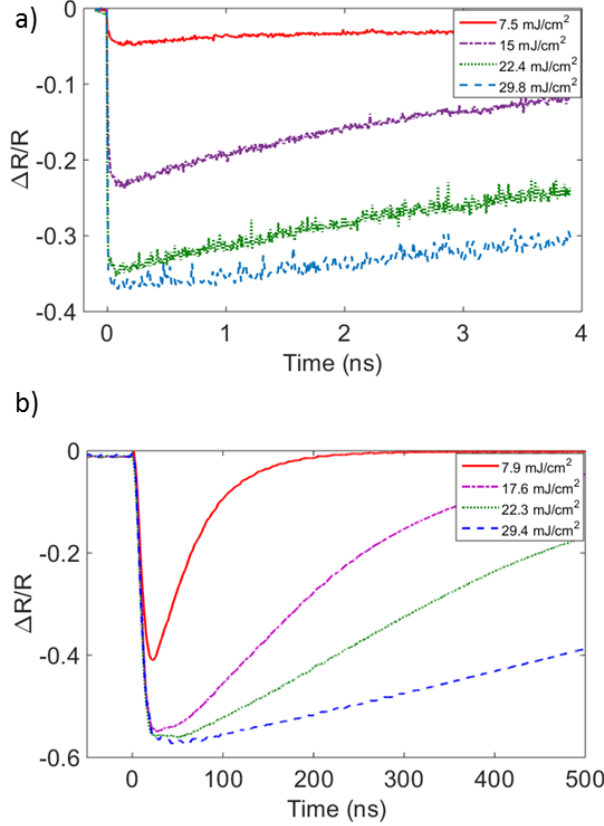 a)
0
-0.1
-0.2
-0.3
-0.4
ΔR/R
7.5 mJ/cm²
15 mJ/cm²
22.4 mJ/cm²
29.8 mJ/cm²
0 1 2 3 4
Time (ns)
b)
0
-0.2
-0.4
-0.6
ΔR/R
7.9 mJ/cm²
17.6 mJ/cm²
22.3 mJ/cm²
29.4 mJ/cm²
0 100 200 300 400 500
Time (ns)